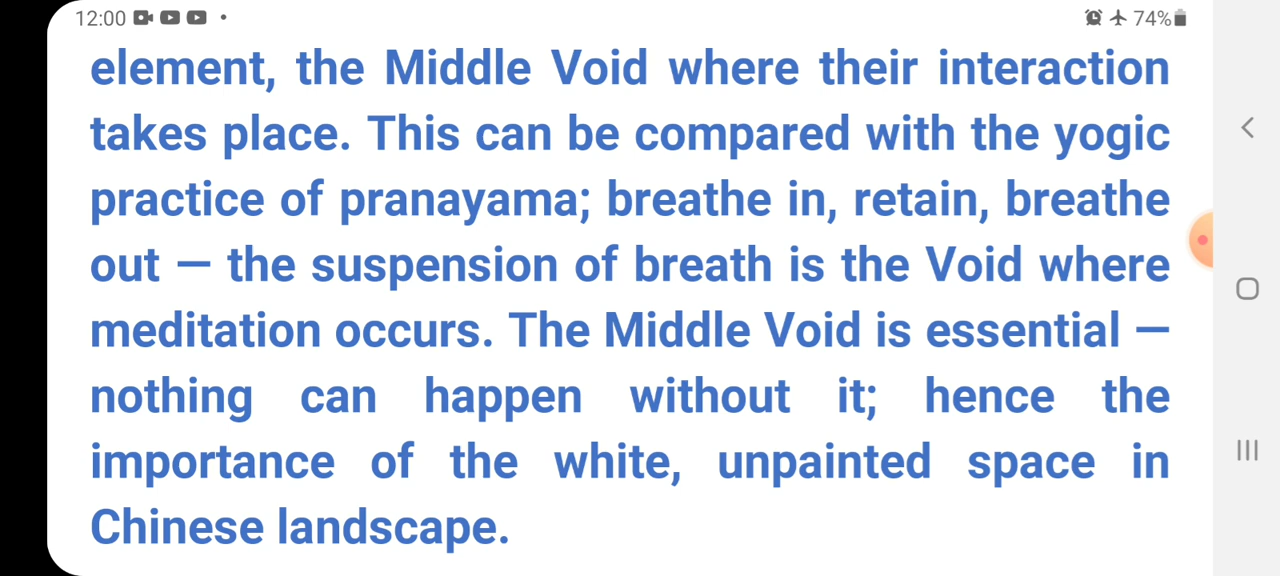 12:00
74%
element, the Middle Void where their interaction
takes place. This can be compared with the yogic
practice of pranayama; breathe in, retain, breathe
out — the suspension of breath is the Void where
meditation occurs. The Middle Void is essential —
nothing can happen without it; hence the
importance of the white, unpainted space in
Chinese landscape.